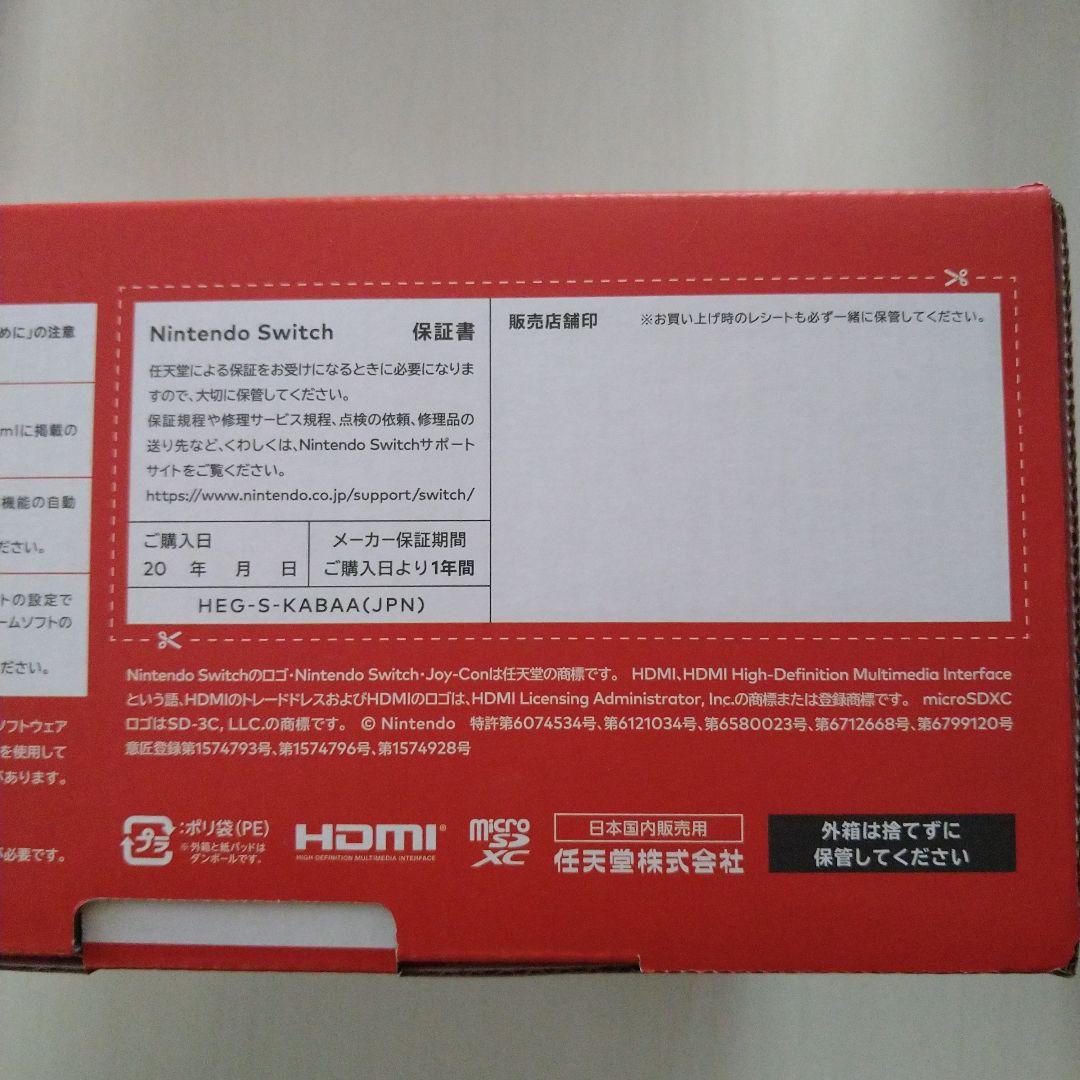 めに」の注意
mlに掲載の
機能の自動
ださい。
トの設定で
ームソフトの
ださい。
ソフトウェア
を使用して
があります。
が必要です。
Nintendo Switch 保証書
任天堂による保証をお受けになるときに必要になりま
すので、大切に保管してください。
保証規程や修理サービス規程、点検の依頼、修理品の
送り先など、くわしくは、Nintendo Switchサポート
サイトをご覧ください。
https://www.nintendo.co.jp/support/switch/
ご購入日
20 年 月 日
メーカー保証期間
ご購入日より1年間
HEG-S-KABAA(JPN)
販売店舗印 ※お買い上げ時のレシートも必ず一緒に保管してください。
Nintendo Switchのロゴ・Nintendo Switch・Joy-Conは任天堂の商標です。 HDMI、HDMI High-Definition Multimedia Interface
という語、HDMIのトレードドレスおよびHDMIのロゴは、HDMI Licensing Administrator, Inc.の商標または登録商標です。 microSDXC
ロゴはSD-3C, LLC.の商標です。 © Nintendo 特許第6074534号、第6121034号、第6580023号、第6712668号、第6799120号
意匠登録第1574793号、第1574796号、第1574928号
プラ
:ポリ袋(PE)
※外箱と紙パッドは
ダンボールです。
HDMI®
HIGH-DEFINITION MULTIMEDIA INTERFACE
micro
SD
XC
日本国内販売用
任天堂株式会社
外箱は捨てずに
保管してください